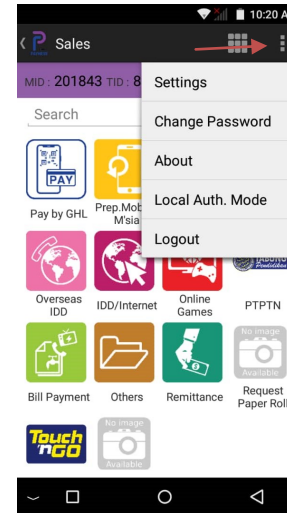 10:20 A
Sales
MID : 201843 TID : 8
Settings
Change Password
About
Local Auth. Mode
Logout
Search
PAY
Pay by GHL
Prep.Mob
M'sia
Overseas
IDD
IDD/Internet
Online
Games
Pendidikan
PTPTN
Bill Payment
Others
Remittance
No image
Available
Request
Paper Roll
Touch
'nGO
No image
Available